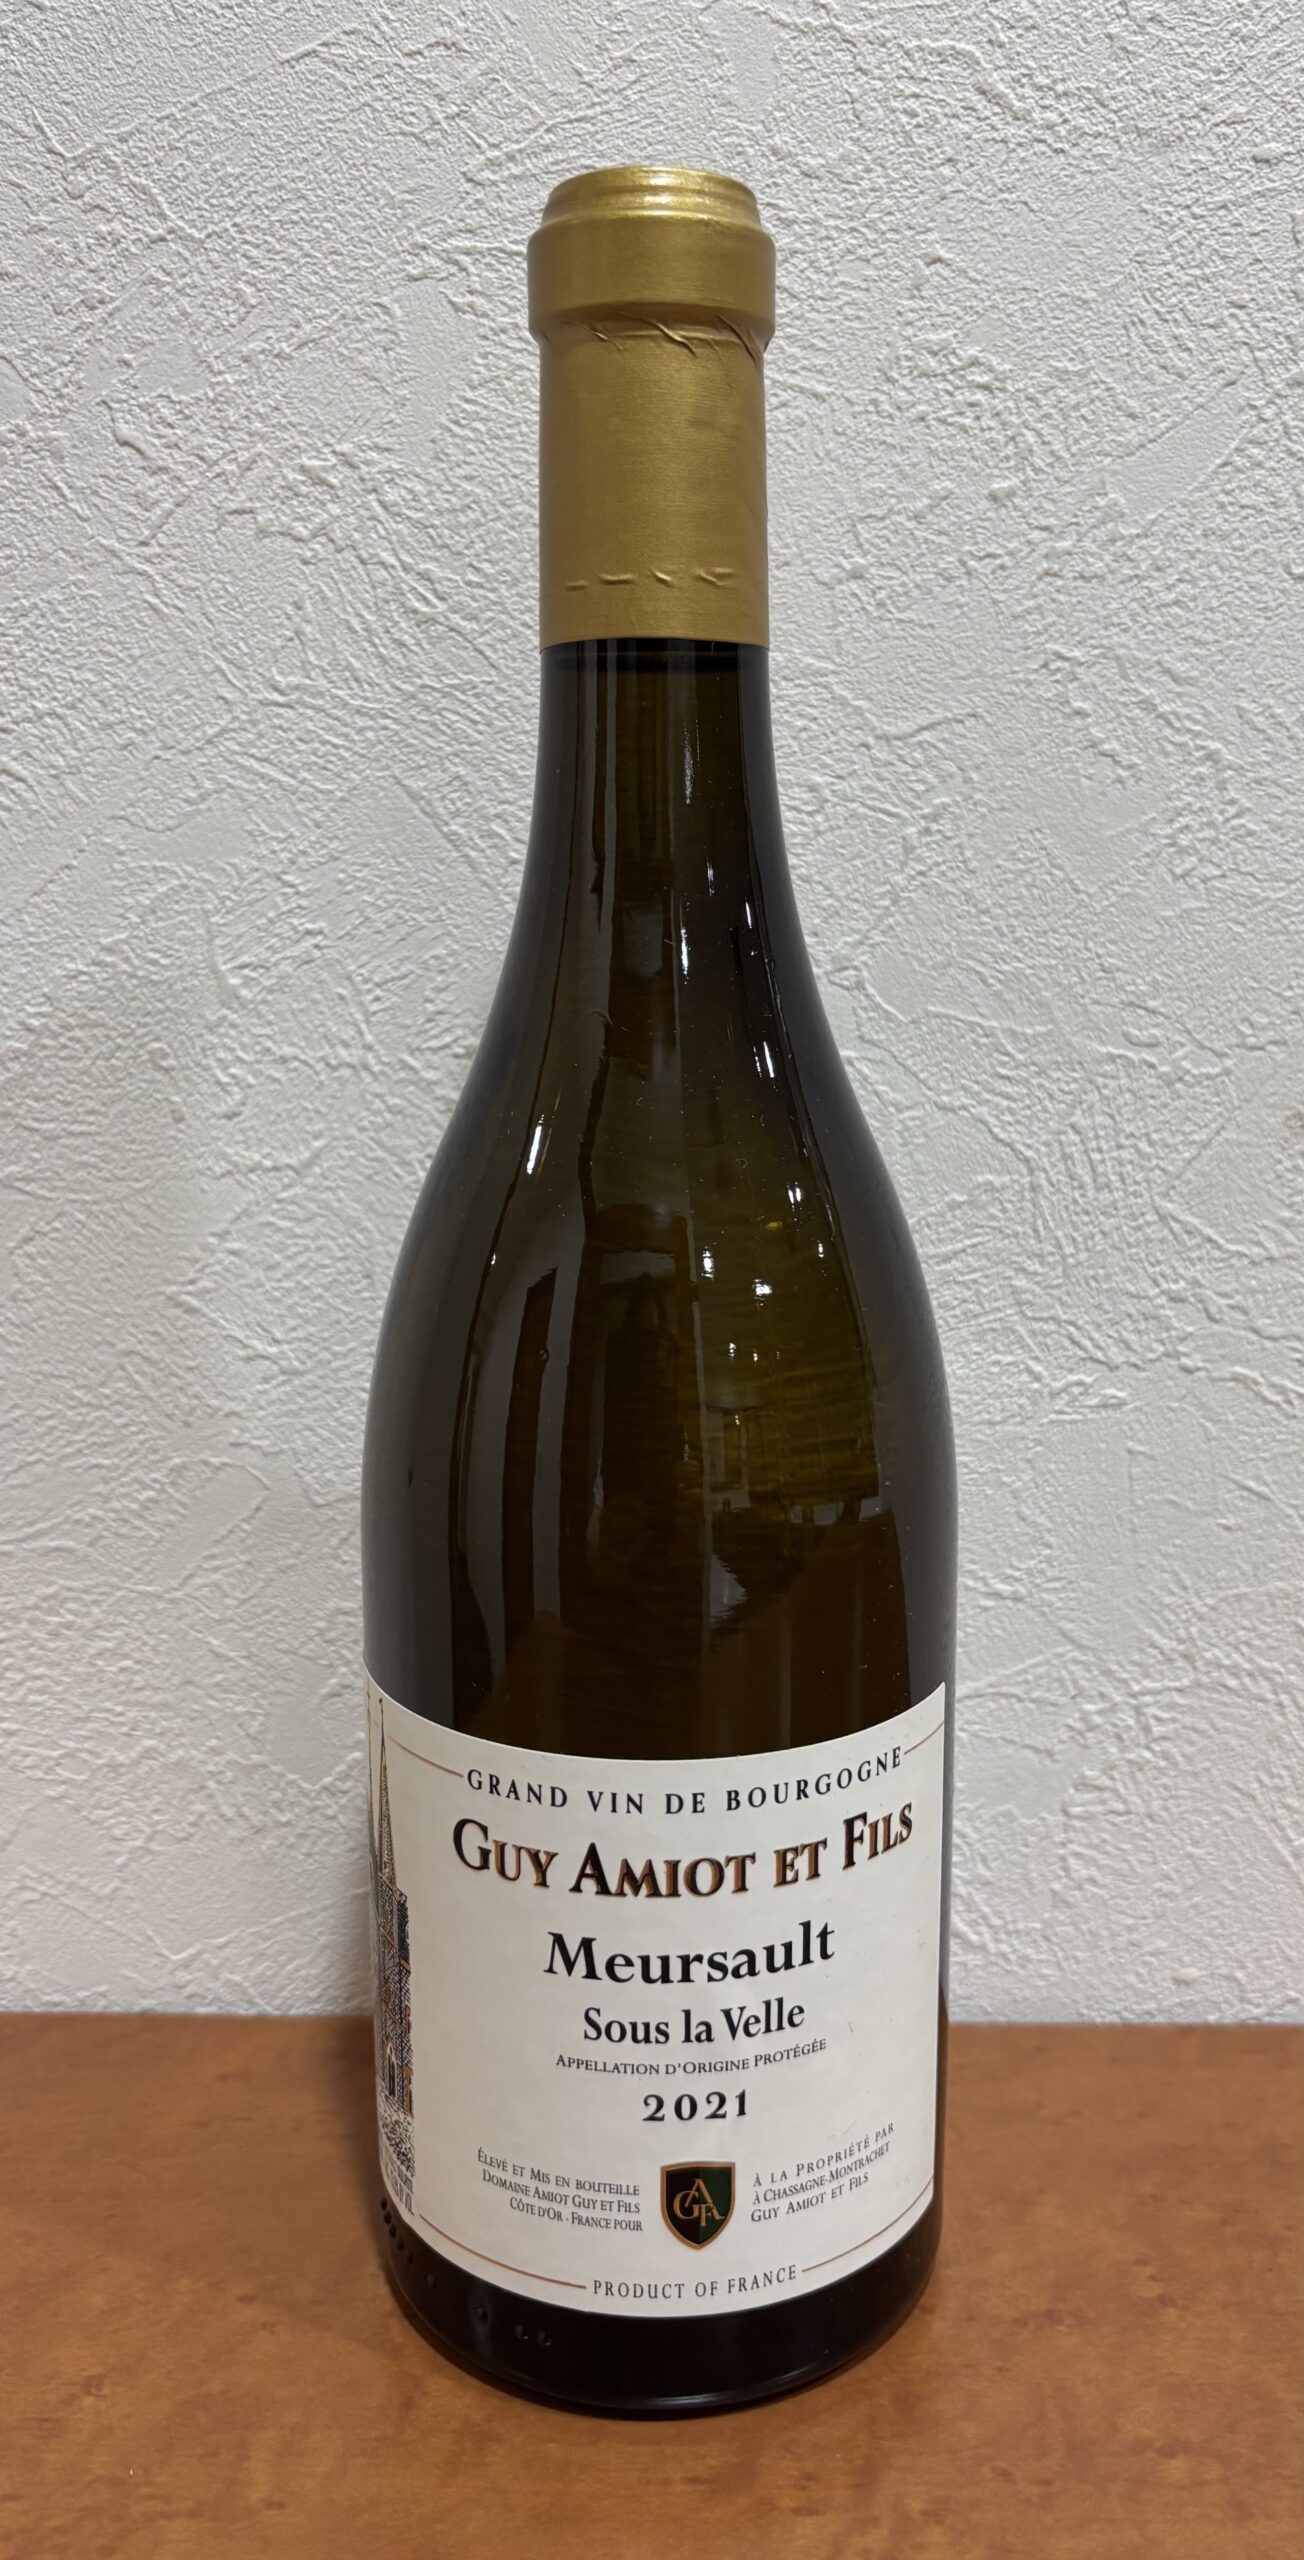 GRAND VIN DE BOURGOGNE
GUY AMIOT ET FILS
Meursault
Sous la Velle
APPELLATION D'ORIGINE PROTÉGÉE
2021
ÉLEVÉ ET MIS EN BOUTEILLE
DOMAINE AMIOT GUY ET FILS
CÔTE D'OR - FRANCE POUR
GAF
À LA PROPRIÉTÉ PAR
À CHASSAGNE-MONTRACHET
GUY AMIOT ET FILS
PRODUCT OF FRANCE